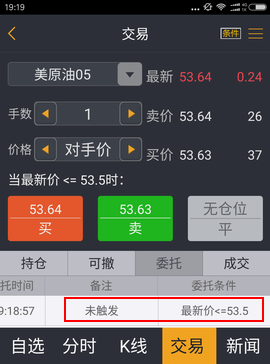 19:19
交易
条件
美原油05 最新 53.64 0.24
手数 1 卖价 53.64 26
价格 对手价 买价 53.63 37
当最新价 <= 53.5时:
53.64 53.63 无仓位
买 卖 平
持仓 可撤 委托 成交
托时间 备注 委托条件
9:18:57 未触发 最新价<=53.5
自选 分时 K线 交易 新闻